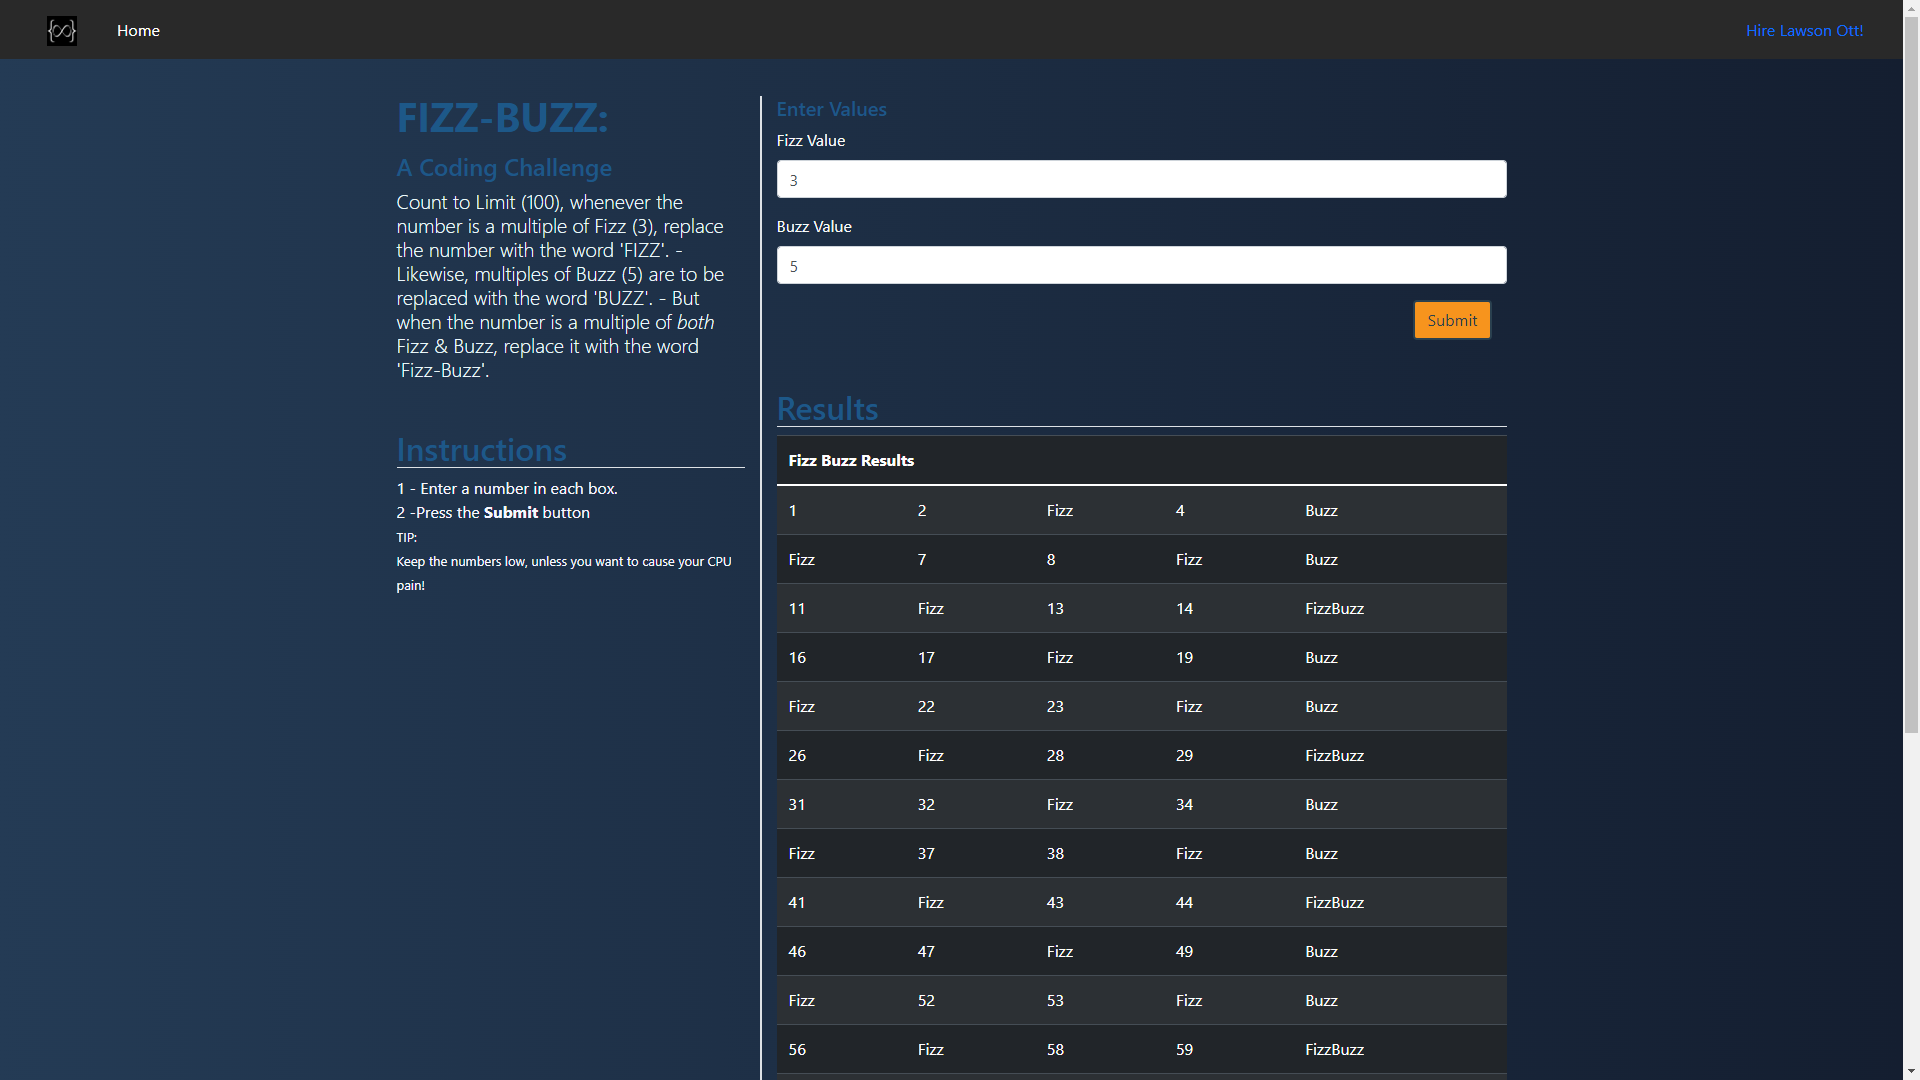 {∞}
Home
Hire Lawson Ott!
FIZZ-BUZZ:
A Coding Challenge
Count to Limit (100), whenever the
number is a multiple of Fizz (3), replace
the number with the word 'FIZZ'. -
Likewise, multiples of Buzz (5) are to be
replaced with the word 'BUZZ'. - But
when the number is a multiple of both
Fizz & Buzz, replace it with the word
'Fizz-Buzz'.
Instructions
1 - Enter a number in each box.
2 -Press the Submit button
TIP:
Keep the numbers low, unless you want to cause your CPU
pain!
Enter Values
Fizz Value
3
Buzz Value
5
Submit
Results
Fizz Buzz Results
1 2 Fizz 4 Buzz
Fizz 7 8 Fizz Buzz
11 Fizz 13 14 FizzBuzz
16 17 Fizz 19 Buzz
Fizz 22 23 Fizz Buzz
26 Fizz 28 29 FizzBuzz
31 32 Fizz 34 Buzz
Fizz 37 38 Fizz Buzz
41 Fizz 43 44 FizzBuzz
46 47 Fizz 49 Buzz
Fizz 52 53 Fizz Buzz
56 Fizz 58 59 FizzBuzz